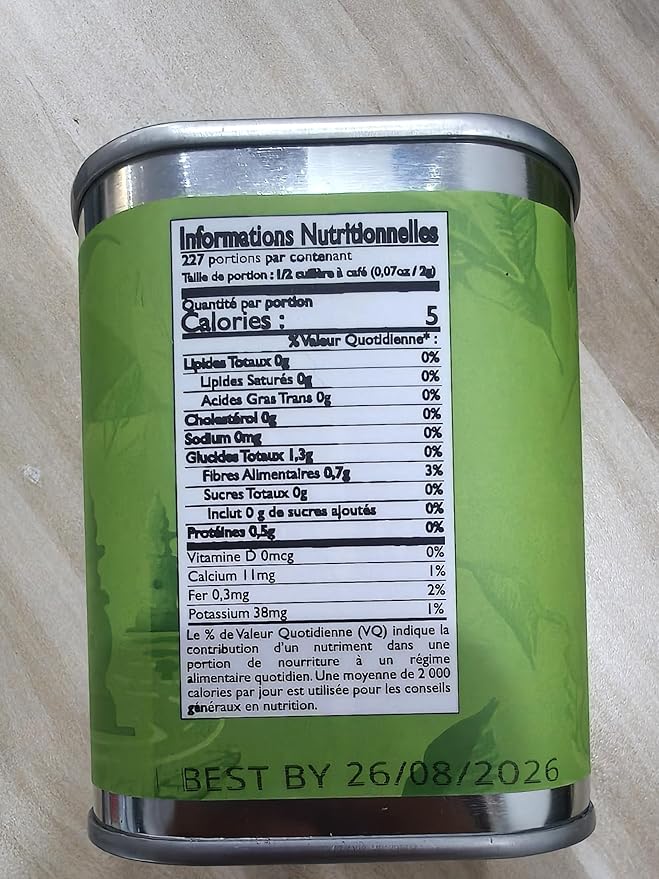 Informations Nutritionnelles
227 portions par contenant
Taille de portion : 1/2 cuillère à café (0,07oz / 2g)
Quantité par portion
Calories : 5
% Valeur Quotidienne* :
Lipides Totaux 0g 0%
Lipides Saturés 0g 0%
Acides Gras Trans 0g 0%
Cholestérol 0g 0%
Sodium 0mg 0%
Glucides Totaux 1,3g 0%
Fibres Alimentaires 0,7g 3%
Sucres Totaux 0g 0%
Inclut 0 g de sucres ajoutés 0%
Protéines 0,5g 0%
Vitamine D 0mcg 0%
Calcium 11mg 1%
Fer 0,3mg 2%
Potassium 38mg 1%
Le % de Valeur Quotidienne (VQ) indique la
contribution d'un nutriment dans une
portion de nourriture à un régime
alimentaire quotidien. Une moyenne de 2 000
calories par jour est utilisée pour les conseils
généraux en nutrition.
BEST BY 26/08/2026